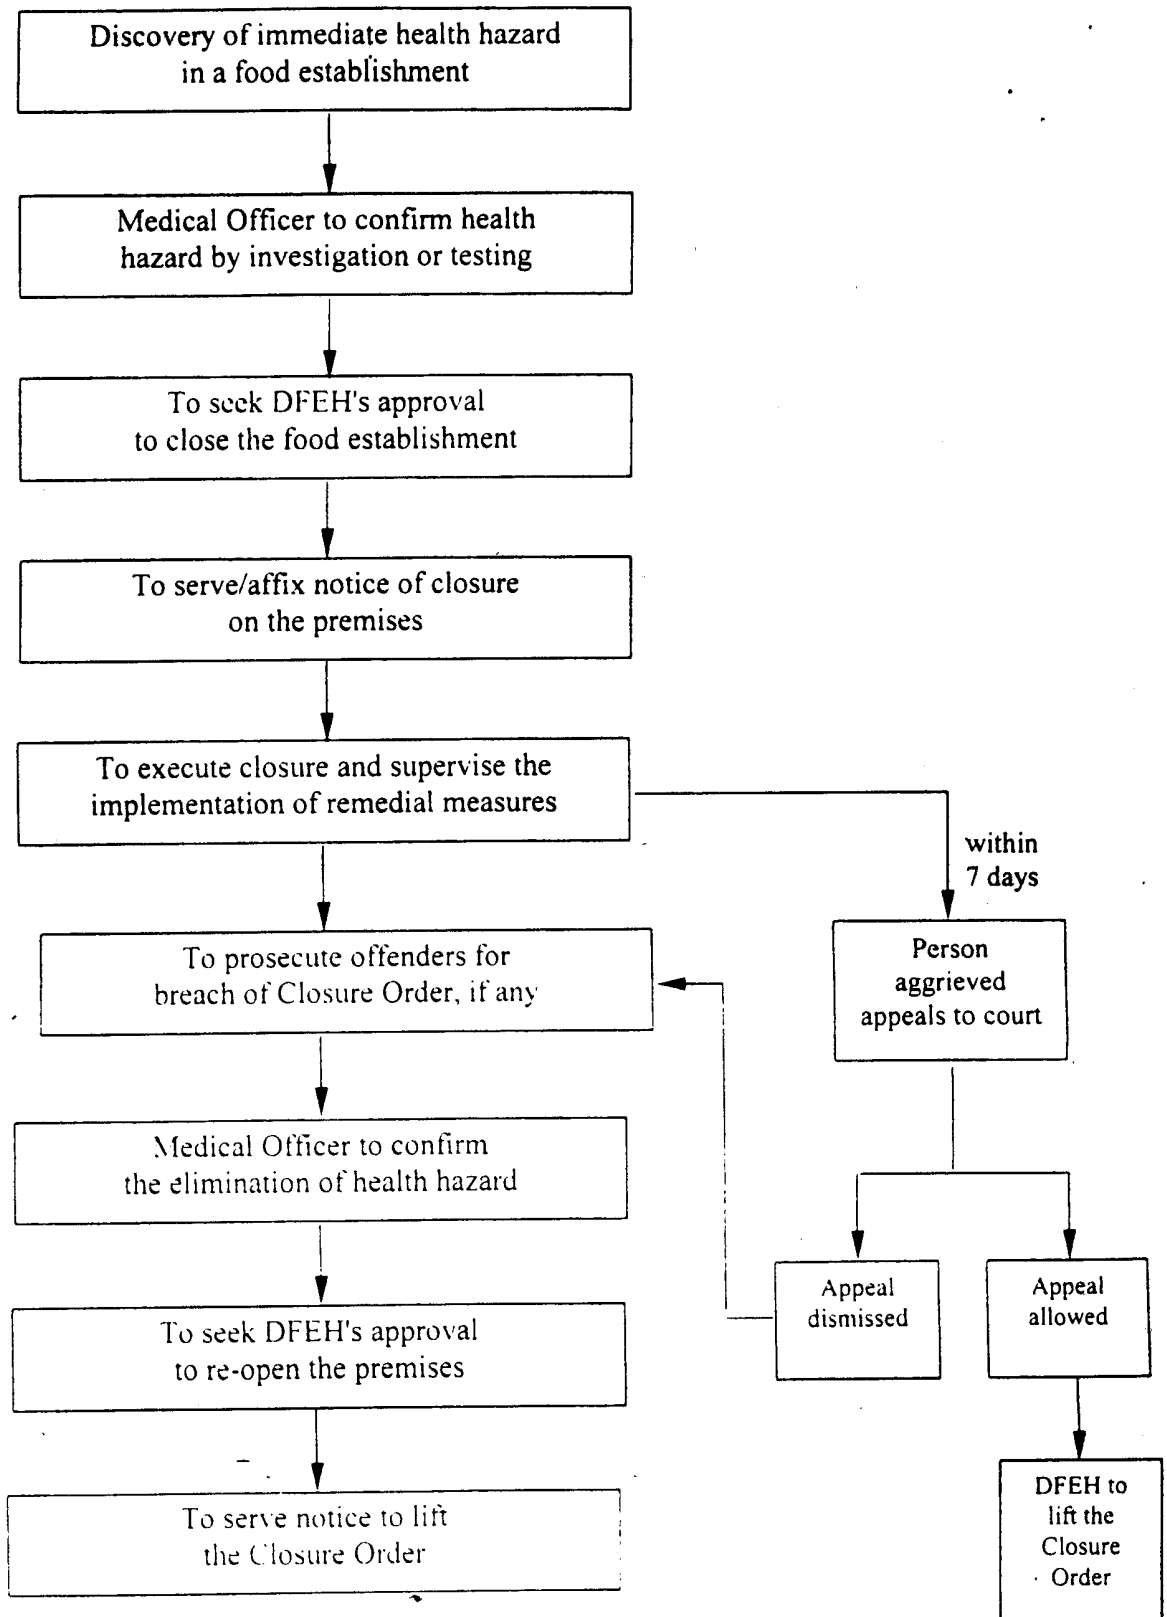 Discovery of immediate health hazard
in a food establishment
Medical Officer to confirm health
hazard by investigation or testing
To seek DFEH's approval
to close the food establishment
To serve/affix notice of closure
on the premises
To execute closure and supervise the
implementation of remedial measures
within
7 days
Person
aggrieved
appeals to court
To prosecute offenders for
breach of Closure Order, if any
Medical Officer to confirm
the elimination of health hazard
Appeal
dismissed
Appeal
allowed
To seek DFEH's approval
to re-open the premises
To serve notice to lift
the Closure Order
DFEH to
lift the
Closure
Order